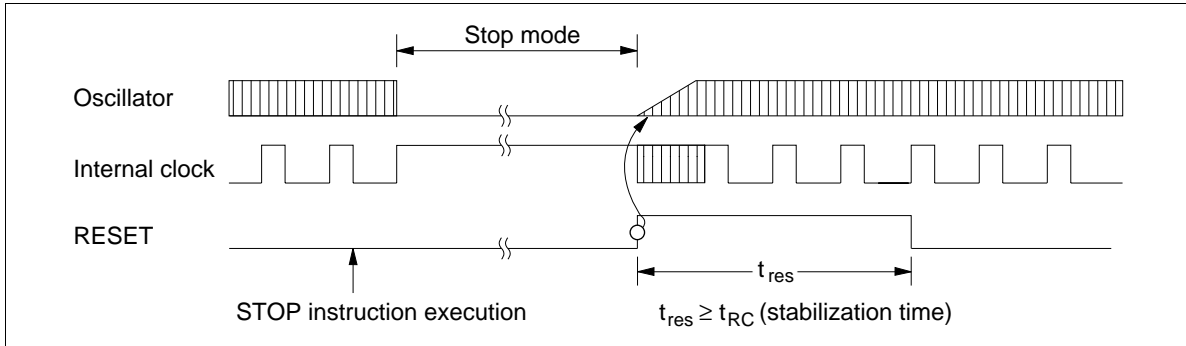 Stop mode
Oscillator
Internal clock
RESET
t res
STOP instruction execution
t res ≥ t RC (stabilization time)